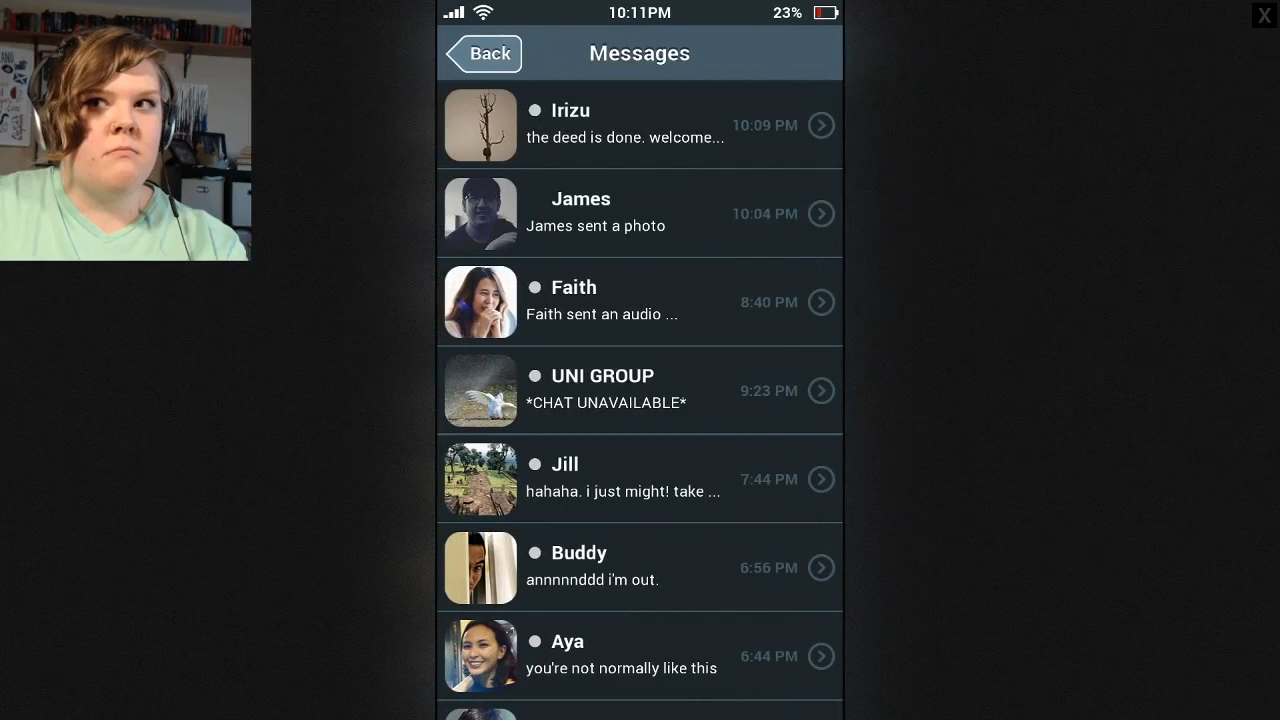 10:11PM
23%
X
Back
Messages
Irizu
the deed is done. welcome...
10:09 PM
James
James sent a photo
10:04 PM
Faith
Faith sent an audio ...
8:40 PM
UNI GROUP
*CHAT UNAVAILABLE*
9:23 PM
Jill
hahaha. i just might! take ...
7:44 PM
Buddy
annnnnddd i'm out.
6:56 PM
Aya
you're not normally like this
6:44 PM